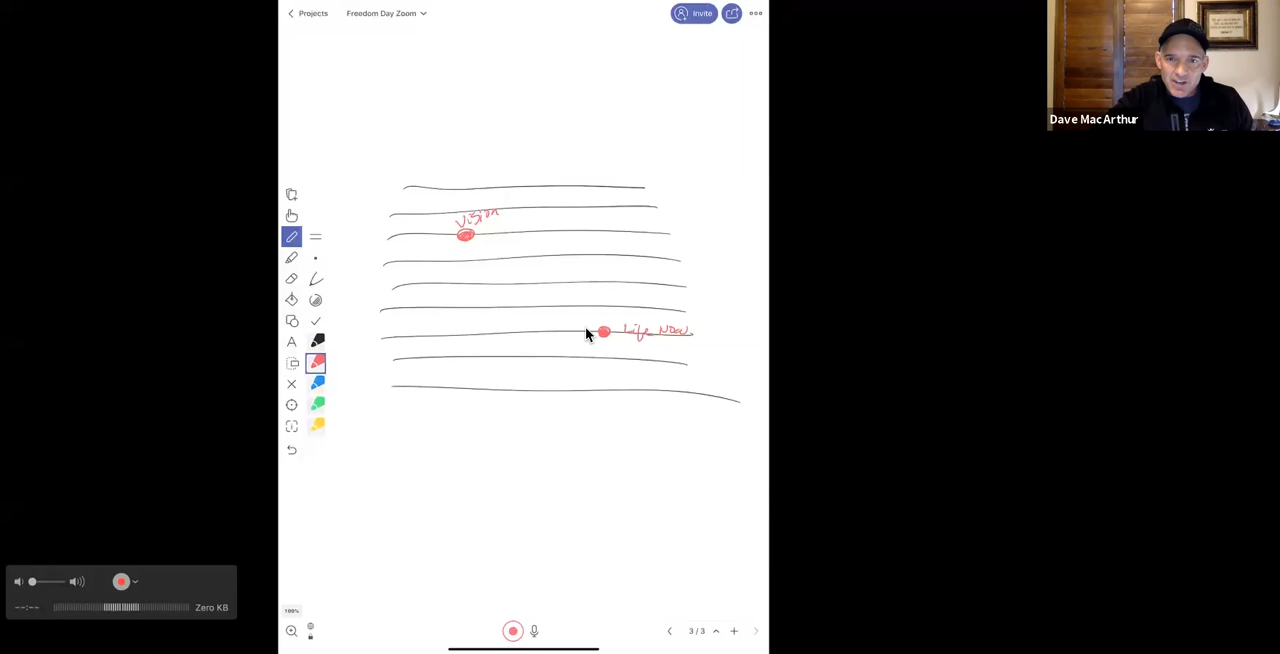 Projects
Freedom Day Zoom
Invite
Dave MacArthur
Vision
Life Now
A
100%
--:--
Zero KB
3 / 3